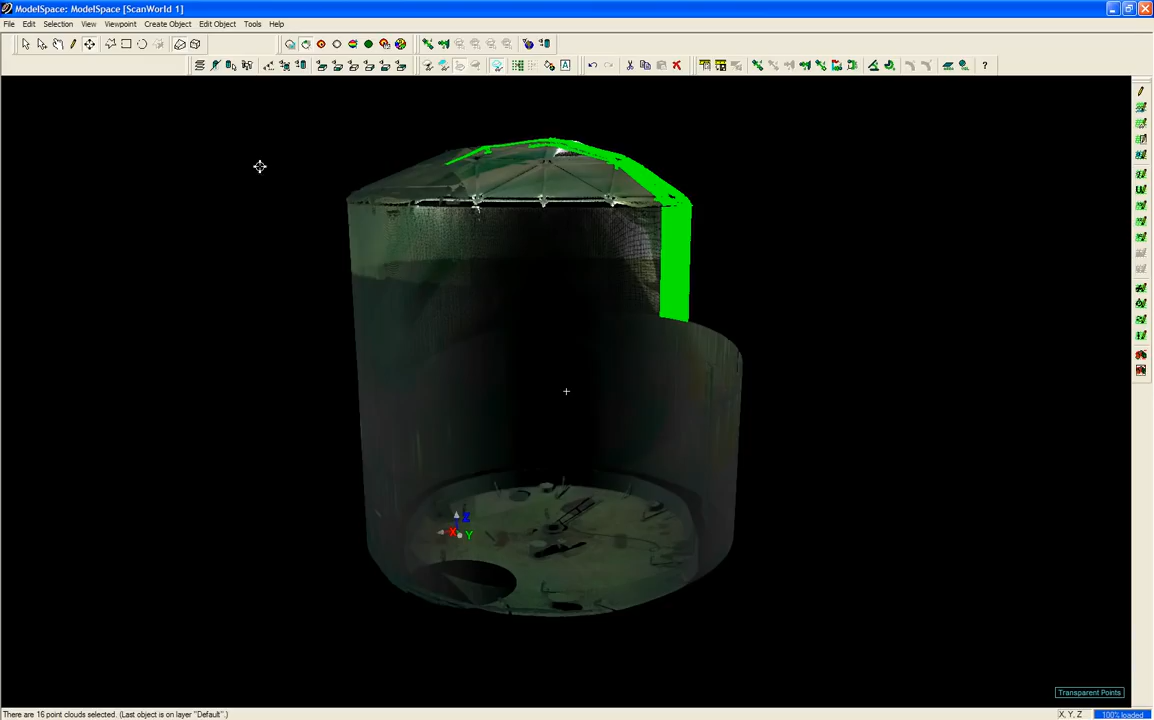 ModelSpace: ModelSpace [ScanWorld 1]
File Edit Selection View Viewpoint Create Object Edit Object Tools Help
A ?
Z
X Y
Transparent Points
There are 16 point clouds selected. (Last object is on layer "Default".) X, Y, Z 100% loaded